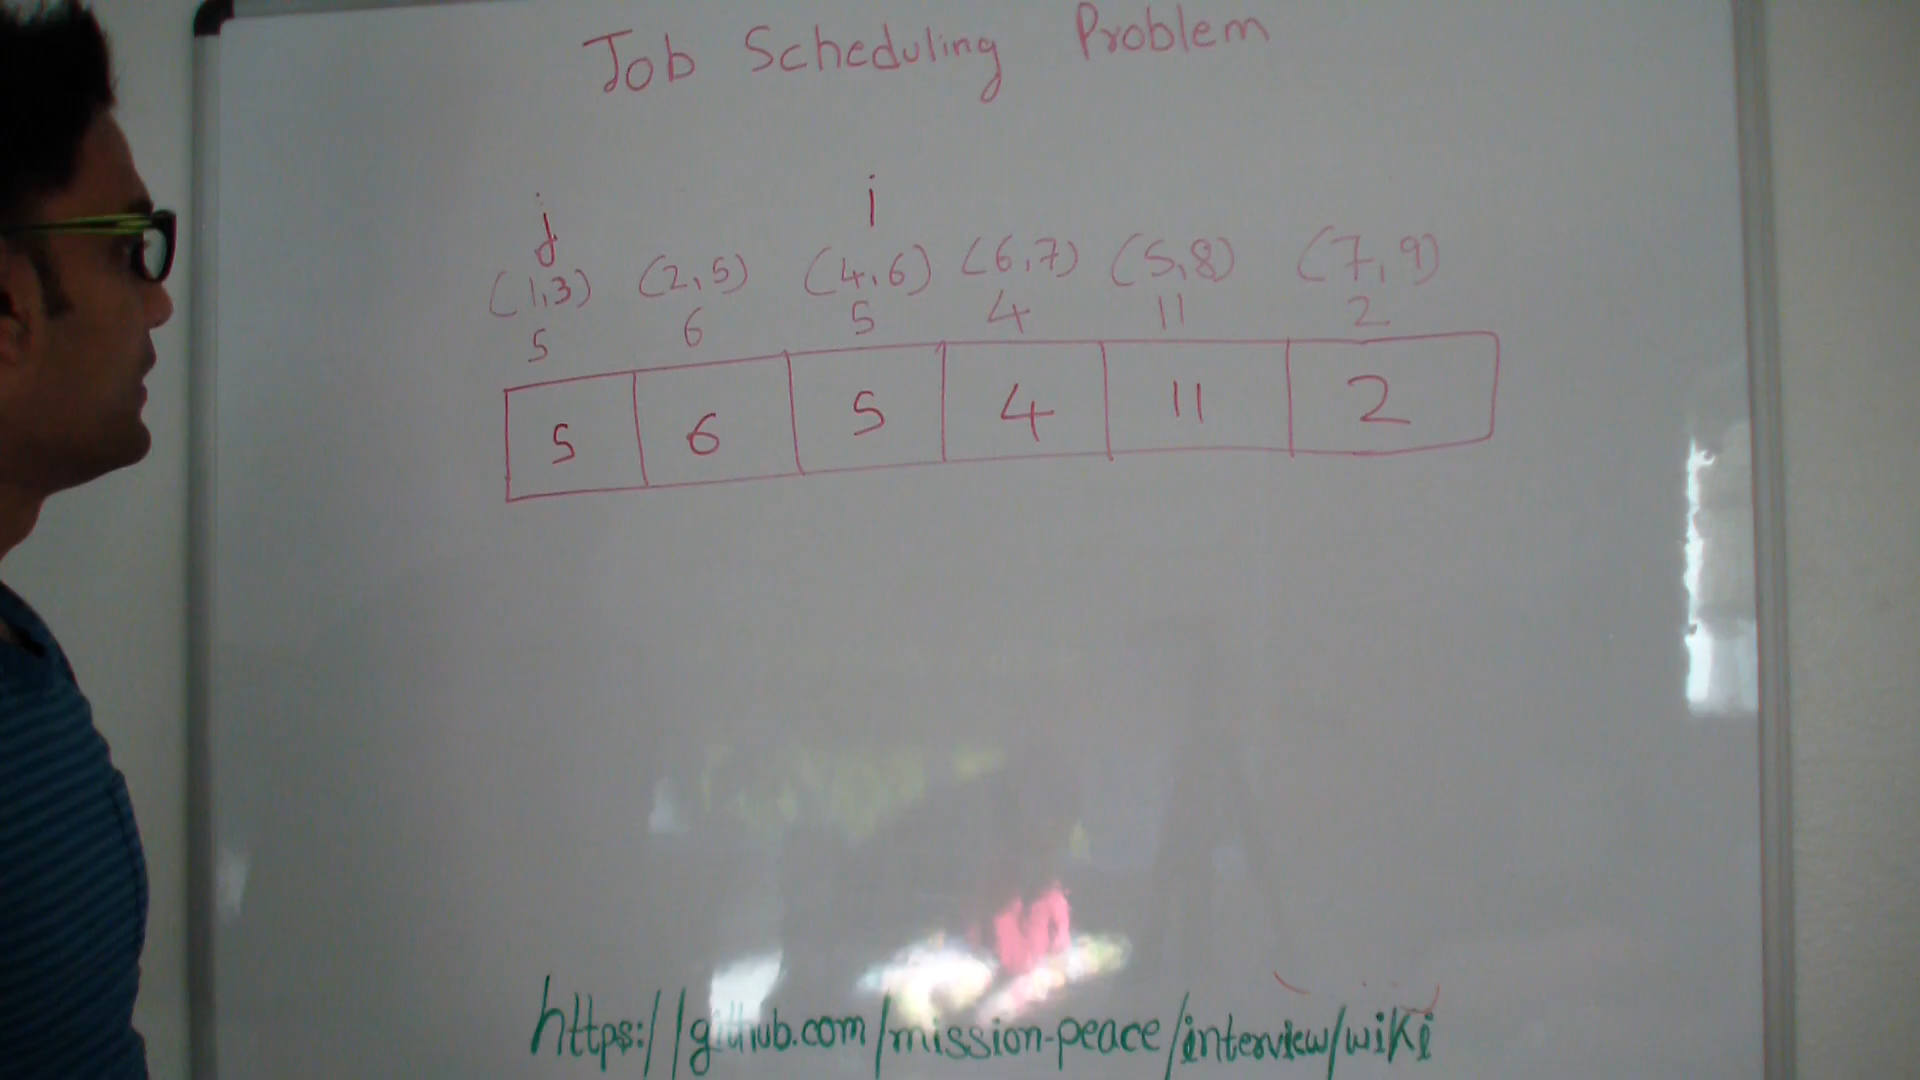 Job Scheduling Problem
j i
(1,3) (2,5) (4,6) (6,7) (5,8) (7,9)
5 6 5 4 11 2
5 6 5 4 11 2
https://github.com/mission-peace/interview/wiki